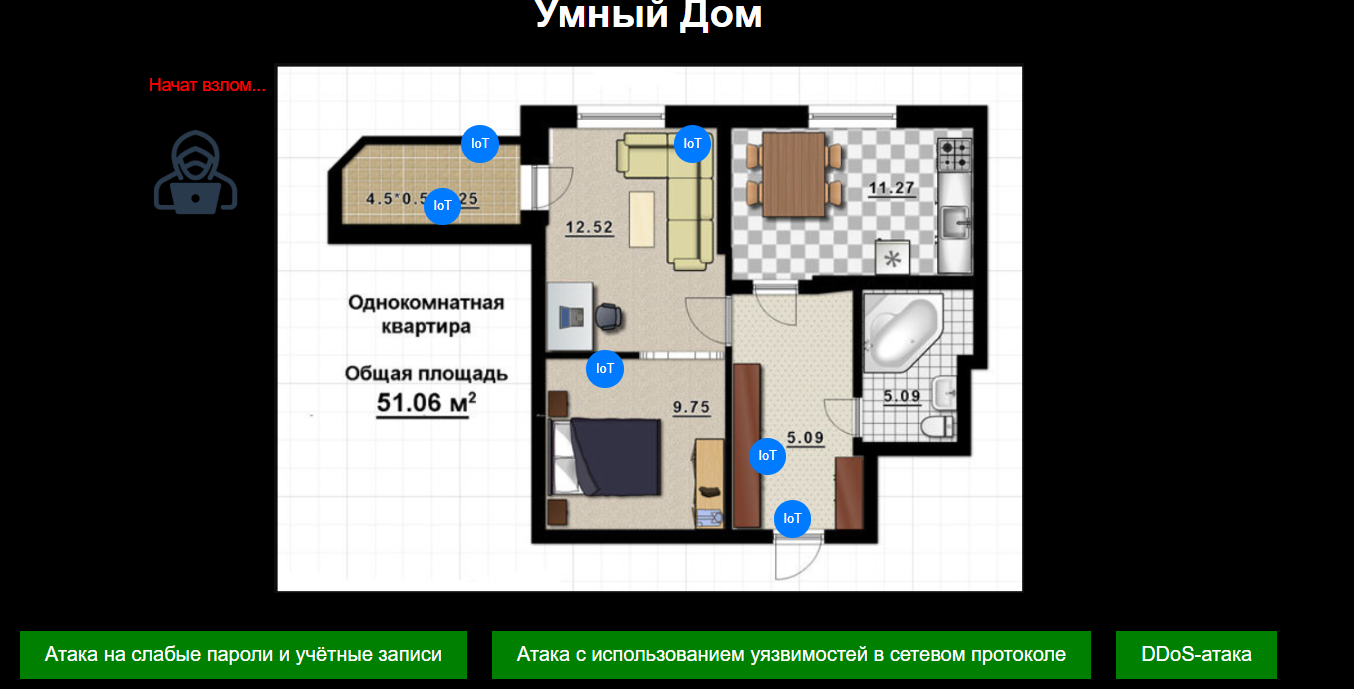 Умный Дом
Начат взлом...
IoT
IoT
4.5*0.5 25
IoT
11.27
12.52
Однокомнатная
квартира
Общая площадь
51.06 м²
IoT
9.75
5.09
5.09
IoT
IoT
Атака на слабые пароли и учётные записи
Атака с использованием уязвимостей в сетевом протоколе
DDoS-атака